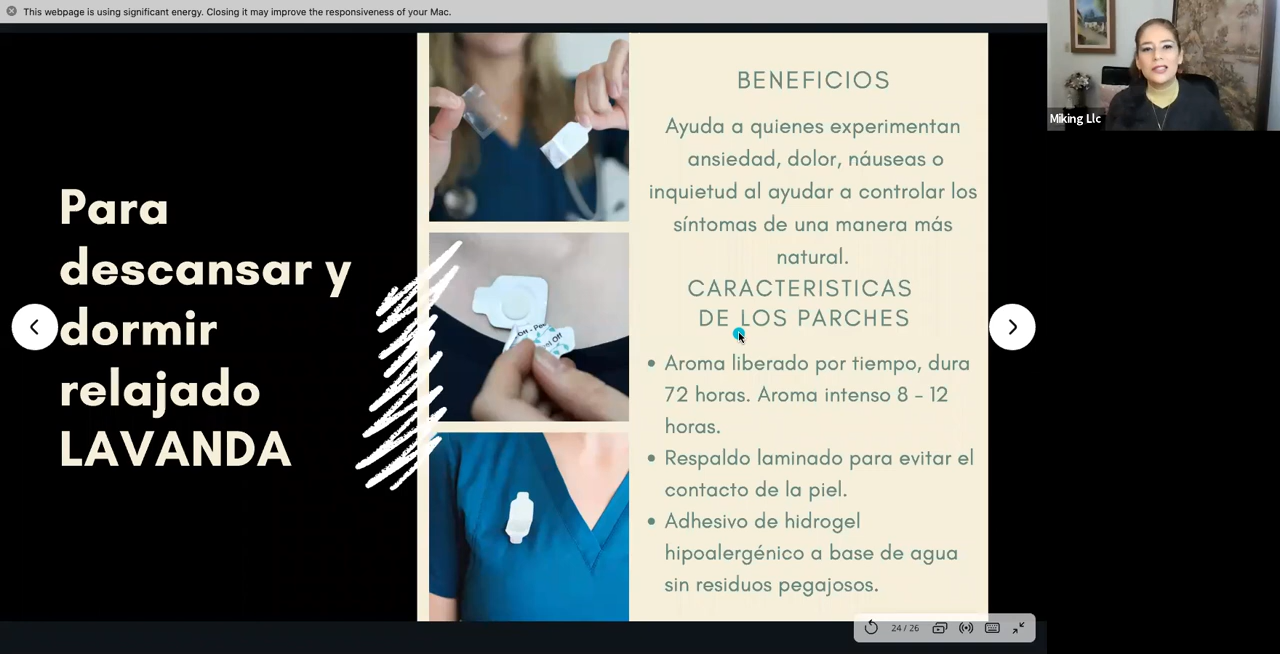 This webpage is using significant energy. Closing it may improve the responsiveness of your Mac.
Para
descansar y
dormir
relajado
LAVANDA
BENEFICIOS
Ayuda a quienes experimentan
ansiedad, dolor, náuseas o
inquietud al ayudar a controlar los
síntomas de una manera más
natural.
CARACTERISTICAS
DE LOS PARCHES
Aroma liberado por tiempo, dura
72 horas. Aroma intenso 8 - 12
horas.
Respaldo laminado para evitar el
contacto de la piel.
Adhesivo de hidrogel
hipoalergénico a base de agua
sin residuos pegajosos.
24 / 26
Miking Llc